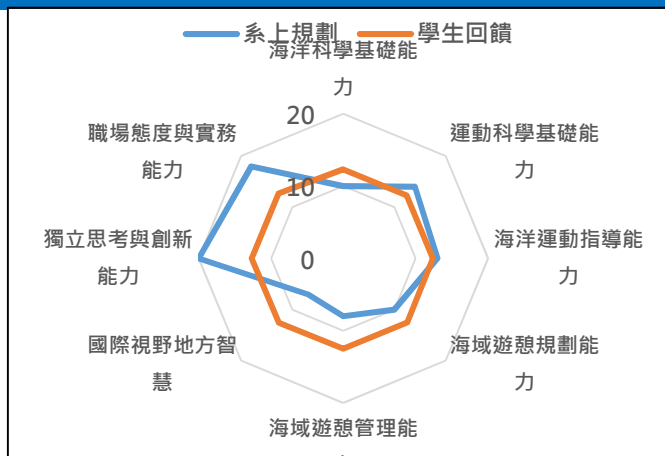 系上規劃 學生回饋
海洋科學基礎能
力
20
職場態度與實務
能力
運動科學基礎能
力
10
獨立思考與創新
能力
0
海洋運動指導能
力
國際視野地方智
慧
海域遊憩規劃能
力
海域遊憩管理能